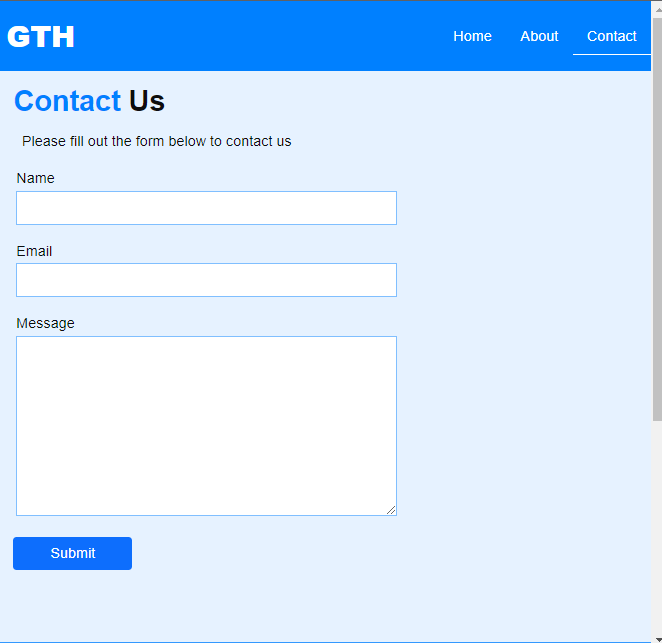 GTH
Home About Contact
Contact Us
Please fill out the form below to contact us
Name
Email
Message
Submit